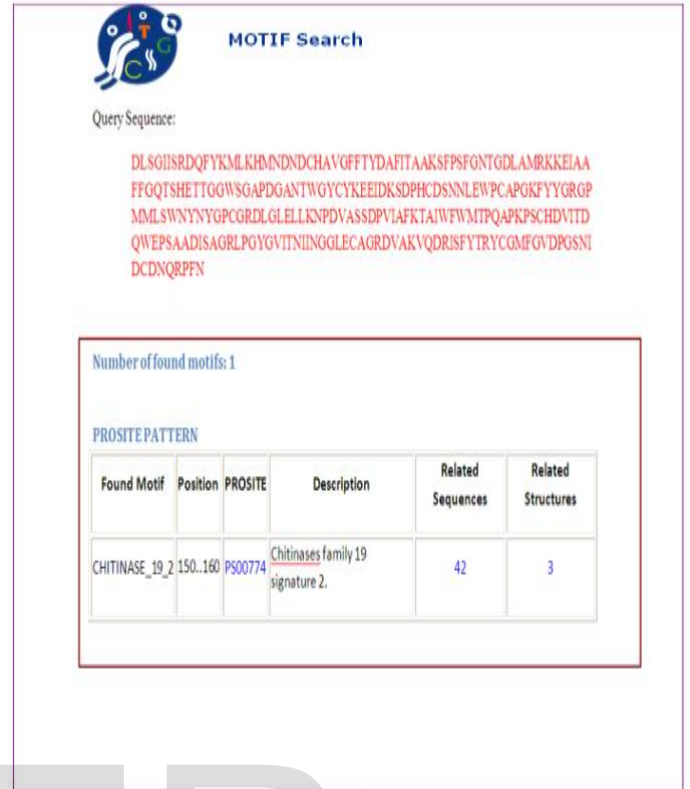 MOTIF Search
Query Sequence:
DLSGIISRDQFYKMLKHMNDNDCHAVGFFTYDAFITAAKSFPSFGNTGDLAMRKKEIAA
FFGQTSHETTGGWSGAPDGANTWGYCYKEEIDKSDPHCDSNNLEWPCAPGKFYYGRGP
MMLSWNYNYGPCGRDLGLELLKNPDVASSDPVIAFKTAIWFWMTPQAPKPSCHDVITD
QWEPSAADISAGRLPGYGVITNIINGGLECAGRDVAKVQDRISFYTRYCGMFGVDPGSNI
DCDNQRPFN
Number of found motifs: 1
PROSITE PATTERN
Found Motif Position PROSITE Description Related Sequences Related Structures
CHITINASE_19_2 150..160 PS00774 Chitinases family 19 signature 2. 42 3